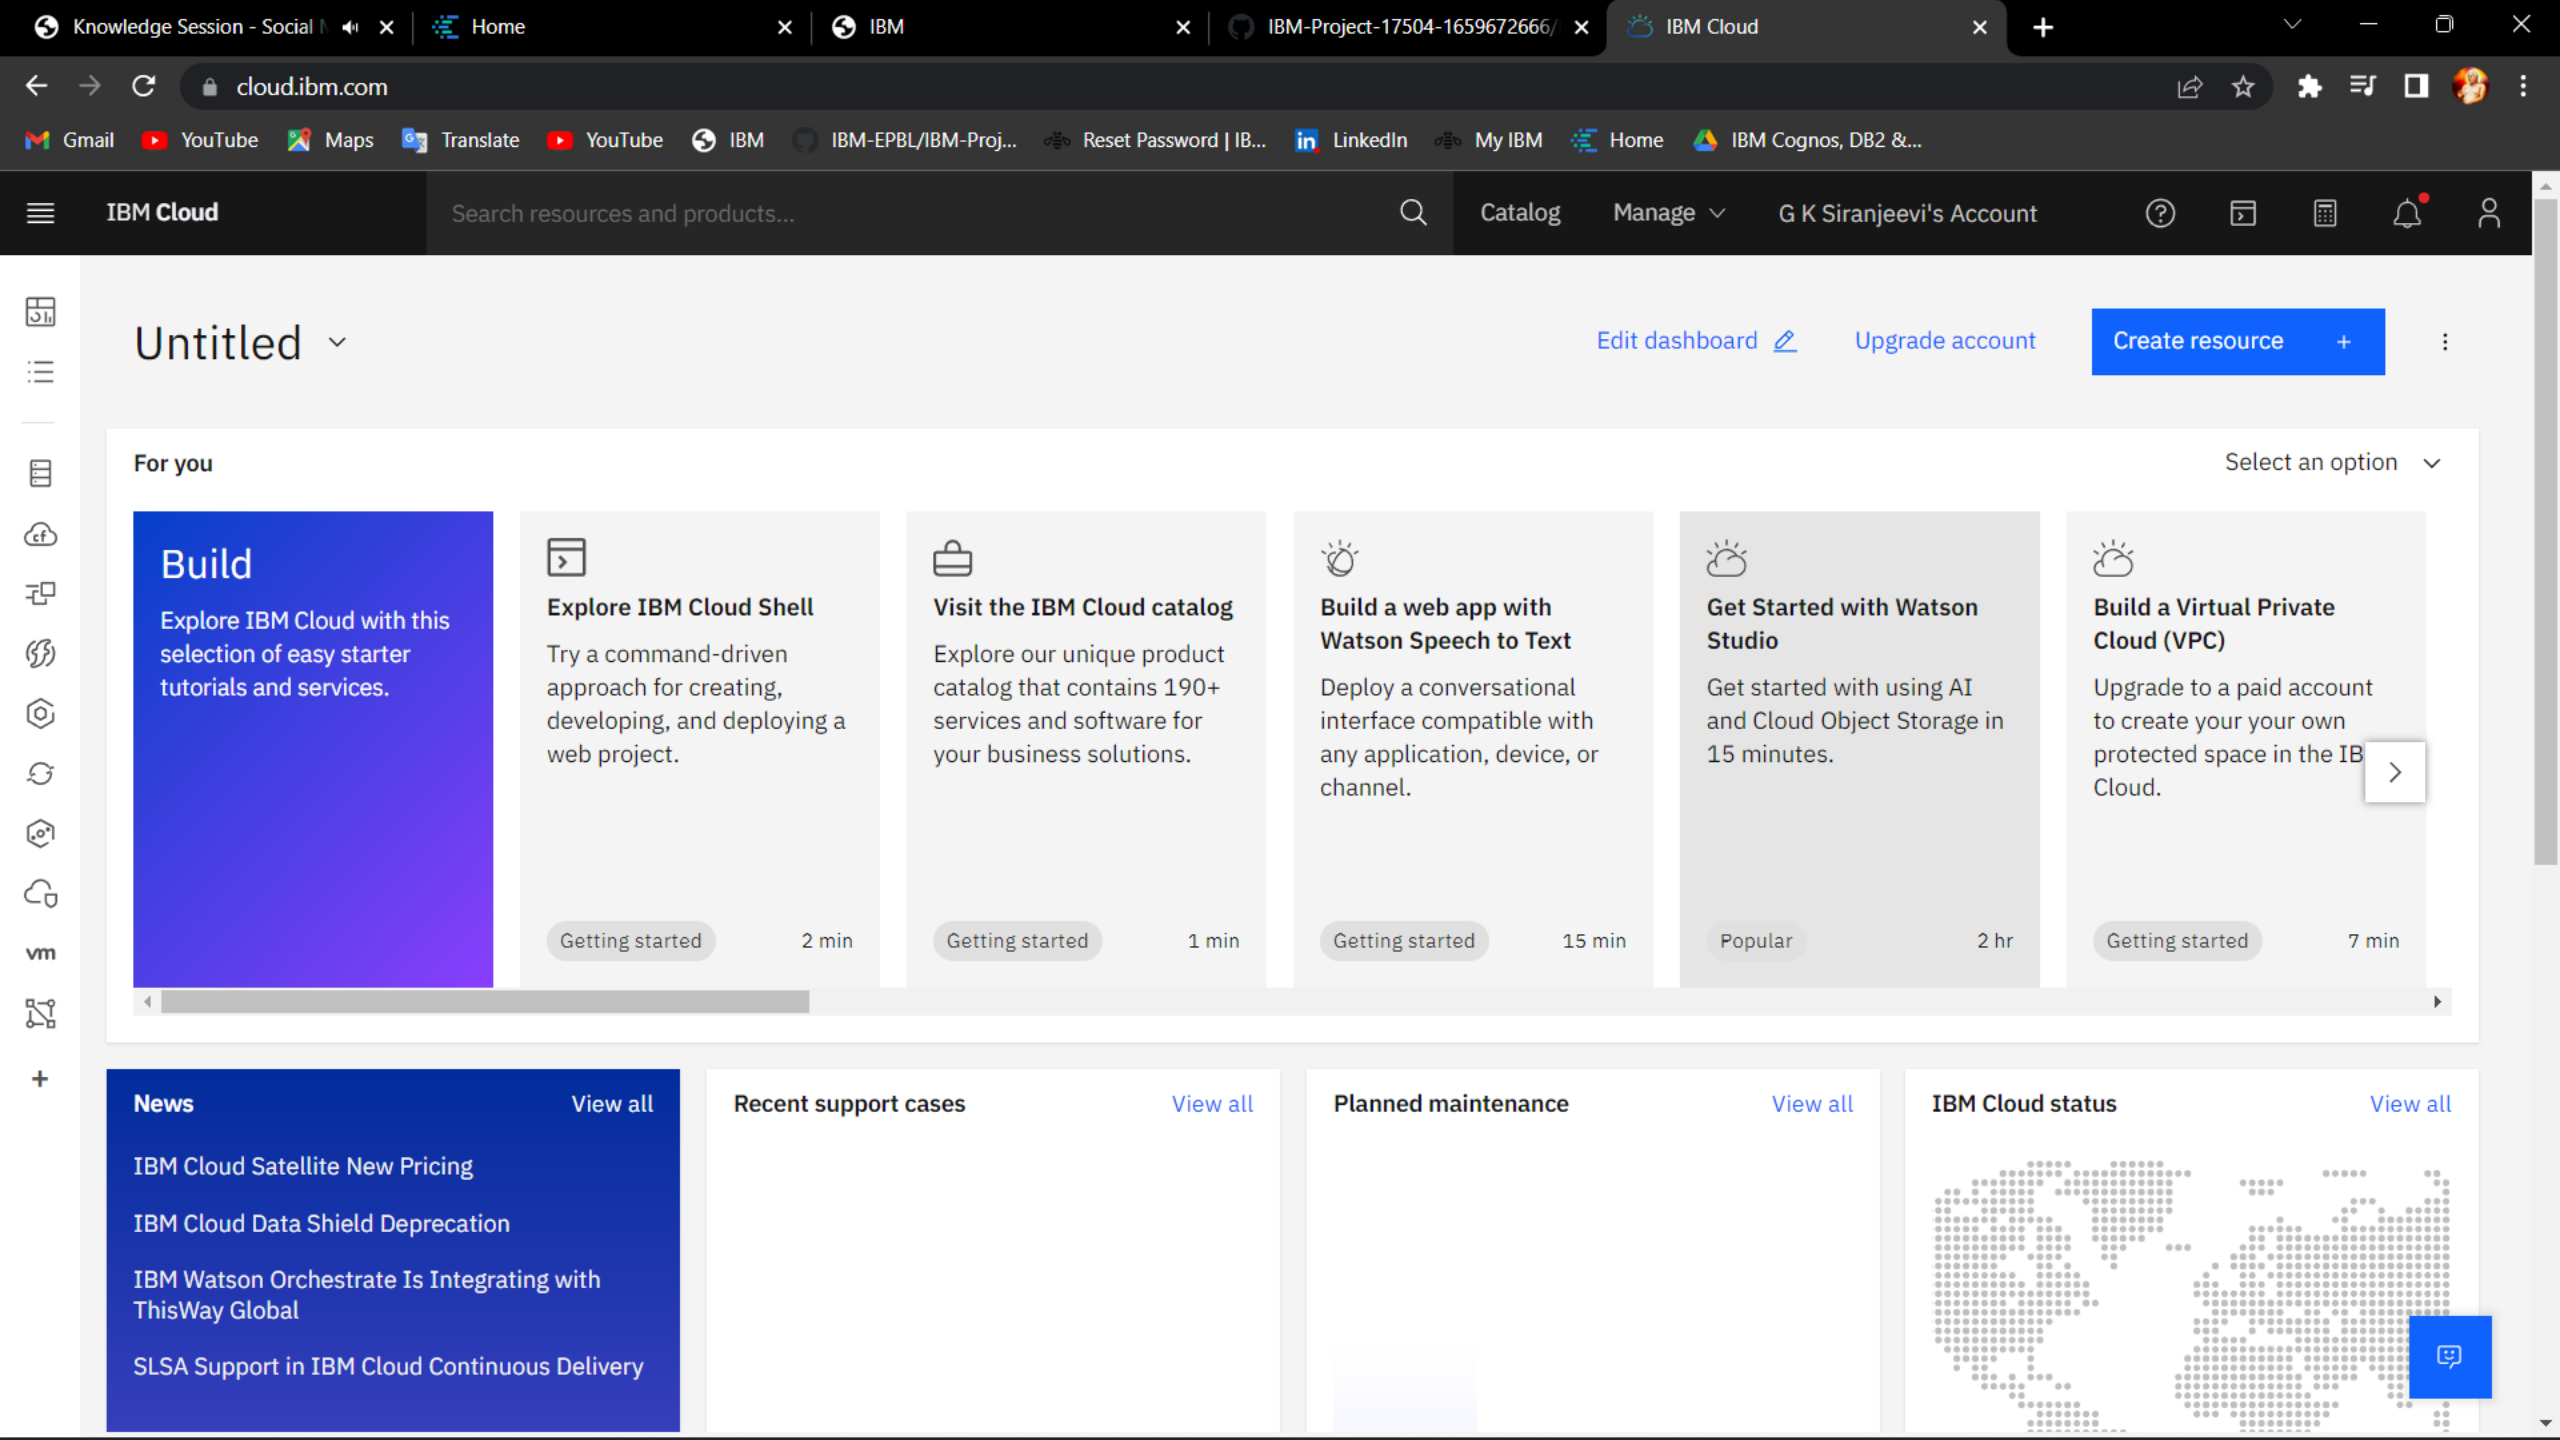 Knowledge Session - Social
Home
IBM
IBM-Project-17504-1659672666/
IBM Cloud
cloud.ibm.com
Gmail
YouTube
Maps
Translate
YouTube
IBM
IBM-EPBL/IBM-Proj...
Reset Password | IB...
LinkedIn
My IBM
Home
IBM Cognos, DB2 &...
IBM Cloud
Search resources and products...
Catalog
Manage
G K Siranjeevi's Account
Untitled
Edit dashboard
Upgrade account
Create resource +
For you
Select an option
Build
Explore IBM Cloud with this
selection of easy starter
tutorials and services.
Explore IBM Cloud Shell
Try a command-driven
approach for creating,
developing, and deploying a
web project.
Getting started
2 min
Visit the IBM Cloud catalog
Explore our unique product
catalog that contains 190+
services and software for
your business solutions.
Getting started
1 min
Build a web app with
Watson Speech to Text
Deploy a conversational
interface compatible with
any application, device, or
channel.
Getting started
15 min
Get Started with Watson
Studio
Get started with using AI
and Cloud Object Storage in
15 minutes.
Popular
2 hr
Build a Virtual Private
Cloud (VPC)
Upgrade to a paid account
to create your your own
protected space in the IB
Cloud.
Getting started
7 min
cf
vm
News
View all
IBM Cloud Satellite New Pricing
IBM Cloud Data Shield Deprecation
IBM Watson Orchestrate Is Integrating with
ThisWay Global
SLSA Support in IBM Cloud Continuous Delivery
Recent support cases
View all
Planned maintenance
View all
IBM Cloud status
View all